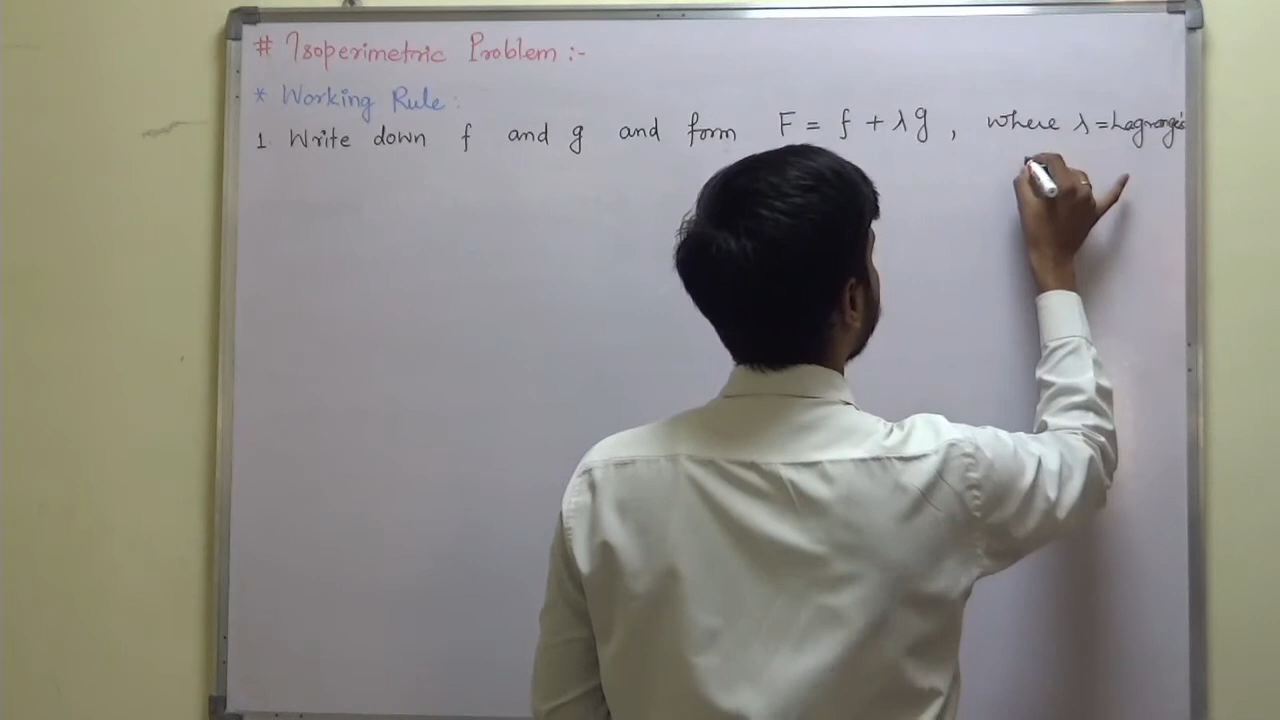 # Isoperimetric Problem :-
* Working Rule :
1. Write down f and g and form F = f + λg , where λ = Lagrange's